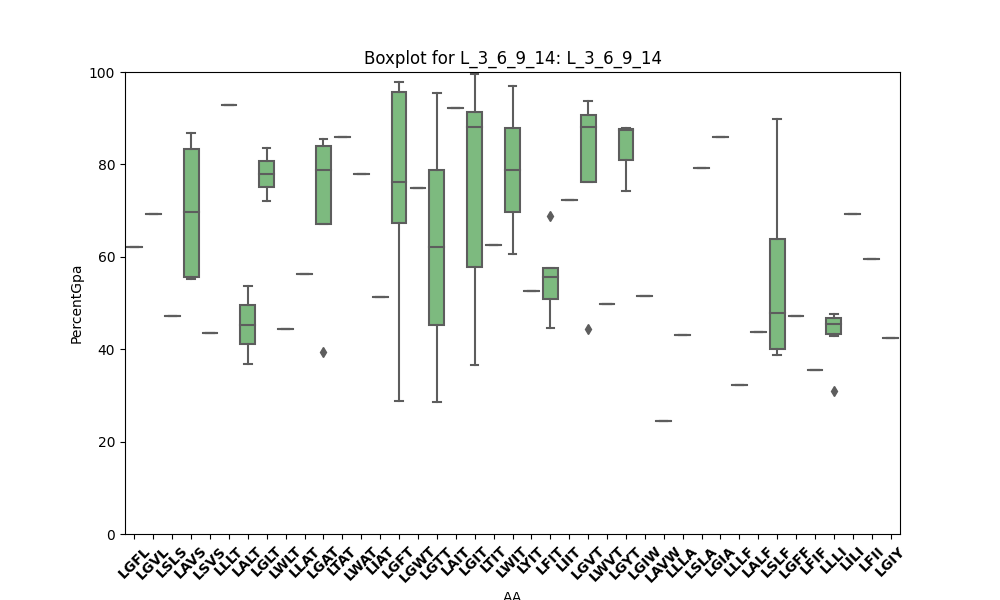 Boxplot for L_3_6_9_14: L_3_6_9_14
PercentGpa
100
80
60
40
20
0
LGFL LGVL LSLS LAVS LSVS LLLT LALT LGLT LWLT LLAT LGAT LTAT LWAT LIAT LGFT LGWT LGTT LAIT LGIT LTIT LWIT LYIT LFIT LIIT LGVT LWVT LGYT LGIW LAVW LLLA LSLA LGIA LLLF LALF LSLF LGFF LFIF LLLI LILI LFII LGIY
AA